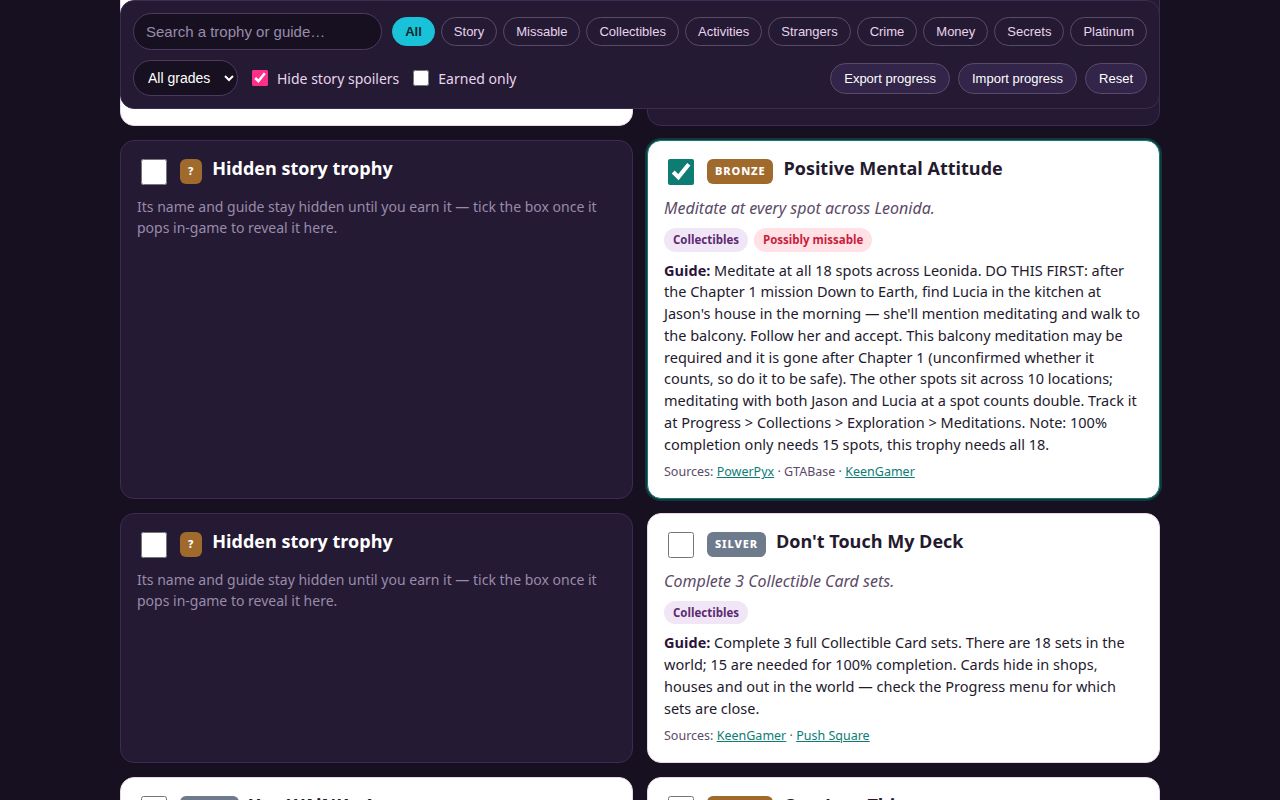 Search a trophy or guide…
All
Story
Missable
Collectibles
Activities
Strangers
Crime
Money
Secrets
Platinum
All grades
Hide story spoilers
Earned only
Export progress
Import progress
Reset
? Hidden story trophy
Its name and guide stay hidden until you earn it — tick the box once it
pops in-game to reveal it here.
BRONZE Positive Mental Attitude
Meditate at every spot across Leonida.
Collectibles
Possibly missable
Guide: Meditate at all 18 spots across Leonida. DO THIS FIRST: after
the Chapter 1 mission Down to Earth, find Lucia in the kitchen at
Jason's house in the morning — she'll mention meditating and walk to
the balcony. Follow her and accept. This balcony meditation may be
required and it is gone after Chapter 1 (unconfirmed whether it
counts, so do it to be safe). The other spots sit across 10 locations;
meditating with both Jason and Lucia at a spot counts double. Track it
at Progress > Collections > Exploration > Meditations. Note: 100%
completion only needs 15 spots, this trophy needs all 18.
Sources: PowerPyx · GTABase · KeenGamer
? Hidden story trophy
Its name and guide stay hidden until you earn it — tick the box once it
pops in-game to reveal it here.
SILVER Don't Touch My Deck
Complete 3 Collectible Card sets.
Collectibles
Guide: Complete 3 full Collectible Card sets. There are 18 sets in the
world; 15 are needed for 100% completion. Cards hide in shops,
houses and out in the world — check the Progress menu for which
sets are close.
Sources: KeenGamer · Push Square